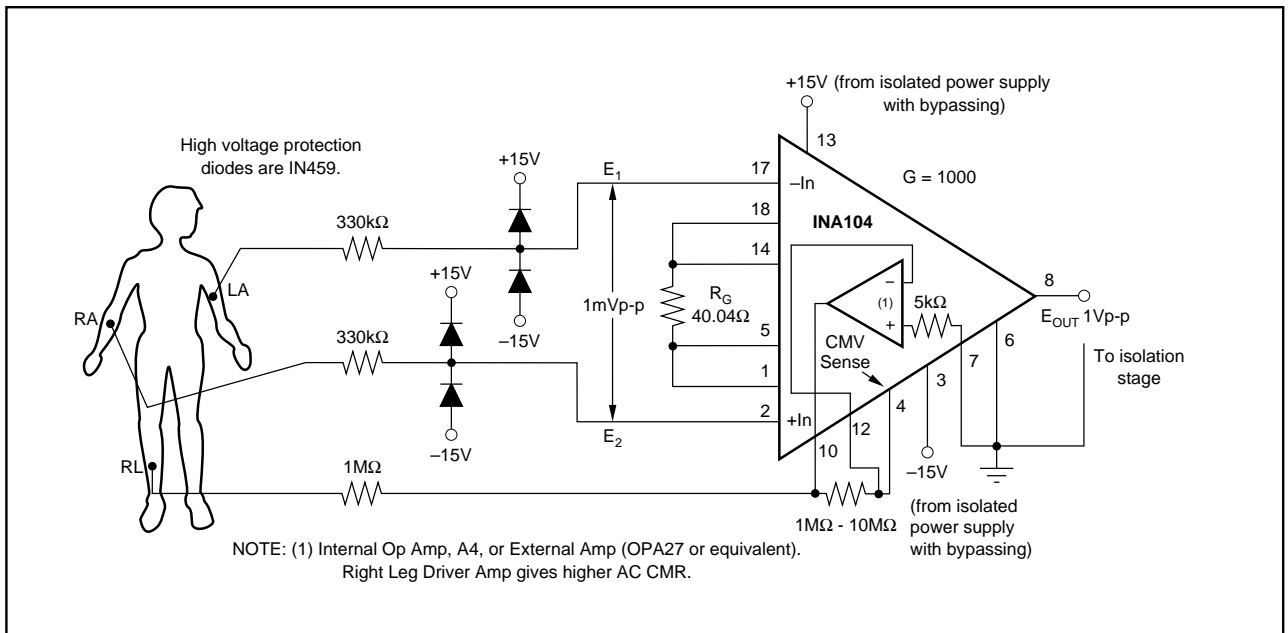 +15V (from isolated power supply
with bypassing)
13
High voltage protection
diodes are IN459.
+15V
E1
17
–In
G = 1000
18
INA104
330kΩ
14
LA
+15V
1mVp-p
RG
40.04Ω
–
(1)
+
5kΩ
8
EOUT 1Vp-p
RA
–15V
5
6
330kΩ
CMV
Sense
7
To isolation
stage
1
3
2
+In
4
E2
12
–15V
10
RL
1MΩ
–15V
1MΩ - 10MΩ
(from isolated
power supply
with bypassing)
NOTE: (1) Internal Op Amp, A4, or External Amp (OPA27 or equivalent).
Right Leg Driver Amp gives higher AC CMR.